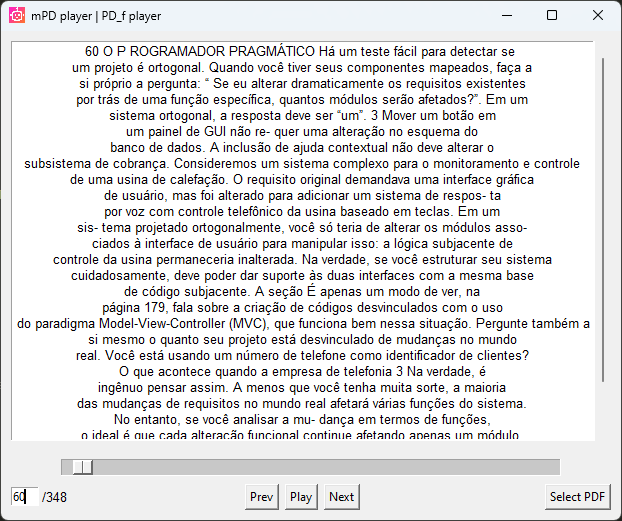 mPD player | PD_f player
60 O P ROGRAMADOR PRAGMÁTICO Há um teste fácil para detectar se
um projeto é ortogonal. Quando você tiver seus componentes mapeados, faça a
si próprio a pergunta: “ Se eu alterar dramaticamente os requisitos existentes
por trás de uma função específica, quantos módulos serão afetados?”. Em um
sistema ortogonal, a resposta deve ser “um”. 3 Mover um botão em
um painel de GUI não re- quer uma alteração no esquema do
banco de dados. A inclusão de ajuda contextual não deve alterar o
subsistema de cobrança. Consideremos um sistema complexo para o monitoramento e controle
de uma usina de calefação. O requisito original demandava uma interface gráfica
de usuário, mas foi alterado para adicionar um sistema de respos- ta
por voz com controle telefônico da usina baseado em teclas. Em um
sis- tema projetado ortogonalmente, você só teria de alterar os módulos asso-
ciados à interface de usuário para manipular isso: a lógica subjacente de
controle da usina permaneceria inalterada. Na verdade, se você estruturar seu sistema
cuidadosamente, deve poder dar suporte às duas interfaces com a mesma base
de código subjacente. A seção É apenas um modo de ver, na
página 179, fala sobre a criação de códigos desvinculados com o uso
do paradigma Model-View-Controller (MVC), que funciona bem nessa situação. Pergunte também a
si mesmo o quanto seu projeto está desvinculado de mudanças no mundo
real. Você está usando um número de telefone como identificador de clientes?
O que acontece quando a empresa de telefonia 3 Na verdade, é
ingênuo pensar assim. A menos que você tenha muita sorte, a maioria
das mudanças de requisitos no mundo real afetará várias funções do sistema.
No entanto, se você analisar a mu- dança em termos de funções,
o ideal é que cada alteração funcional continue afetando apenas um módulo
60 /348
Prev Play Next Select PDF